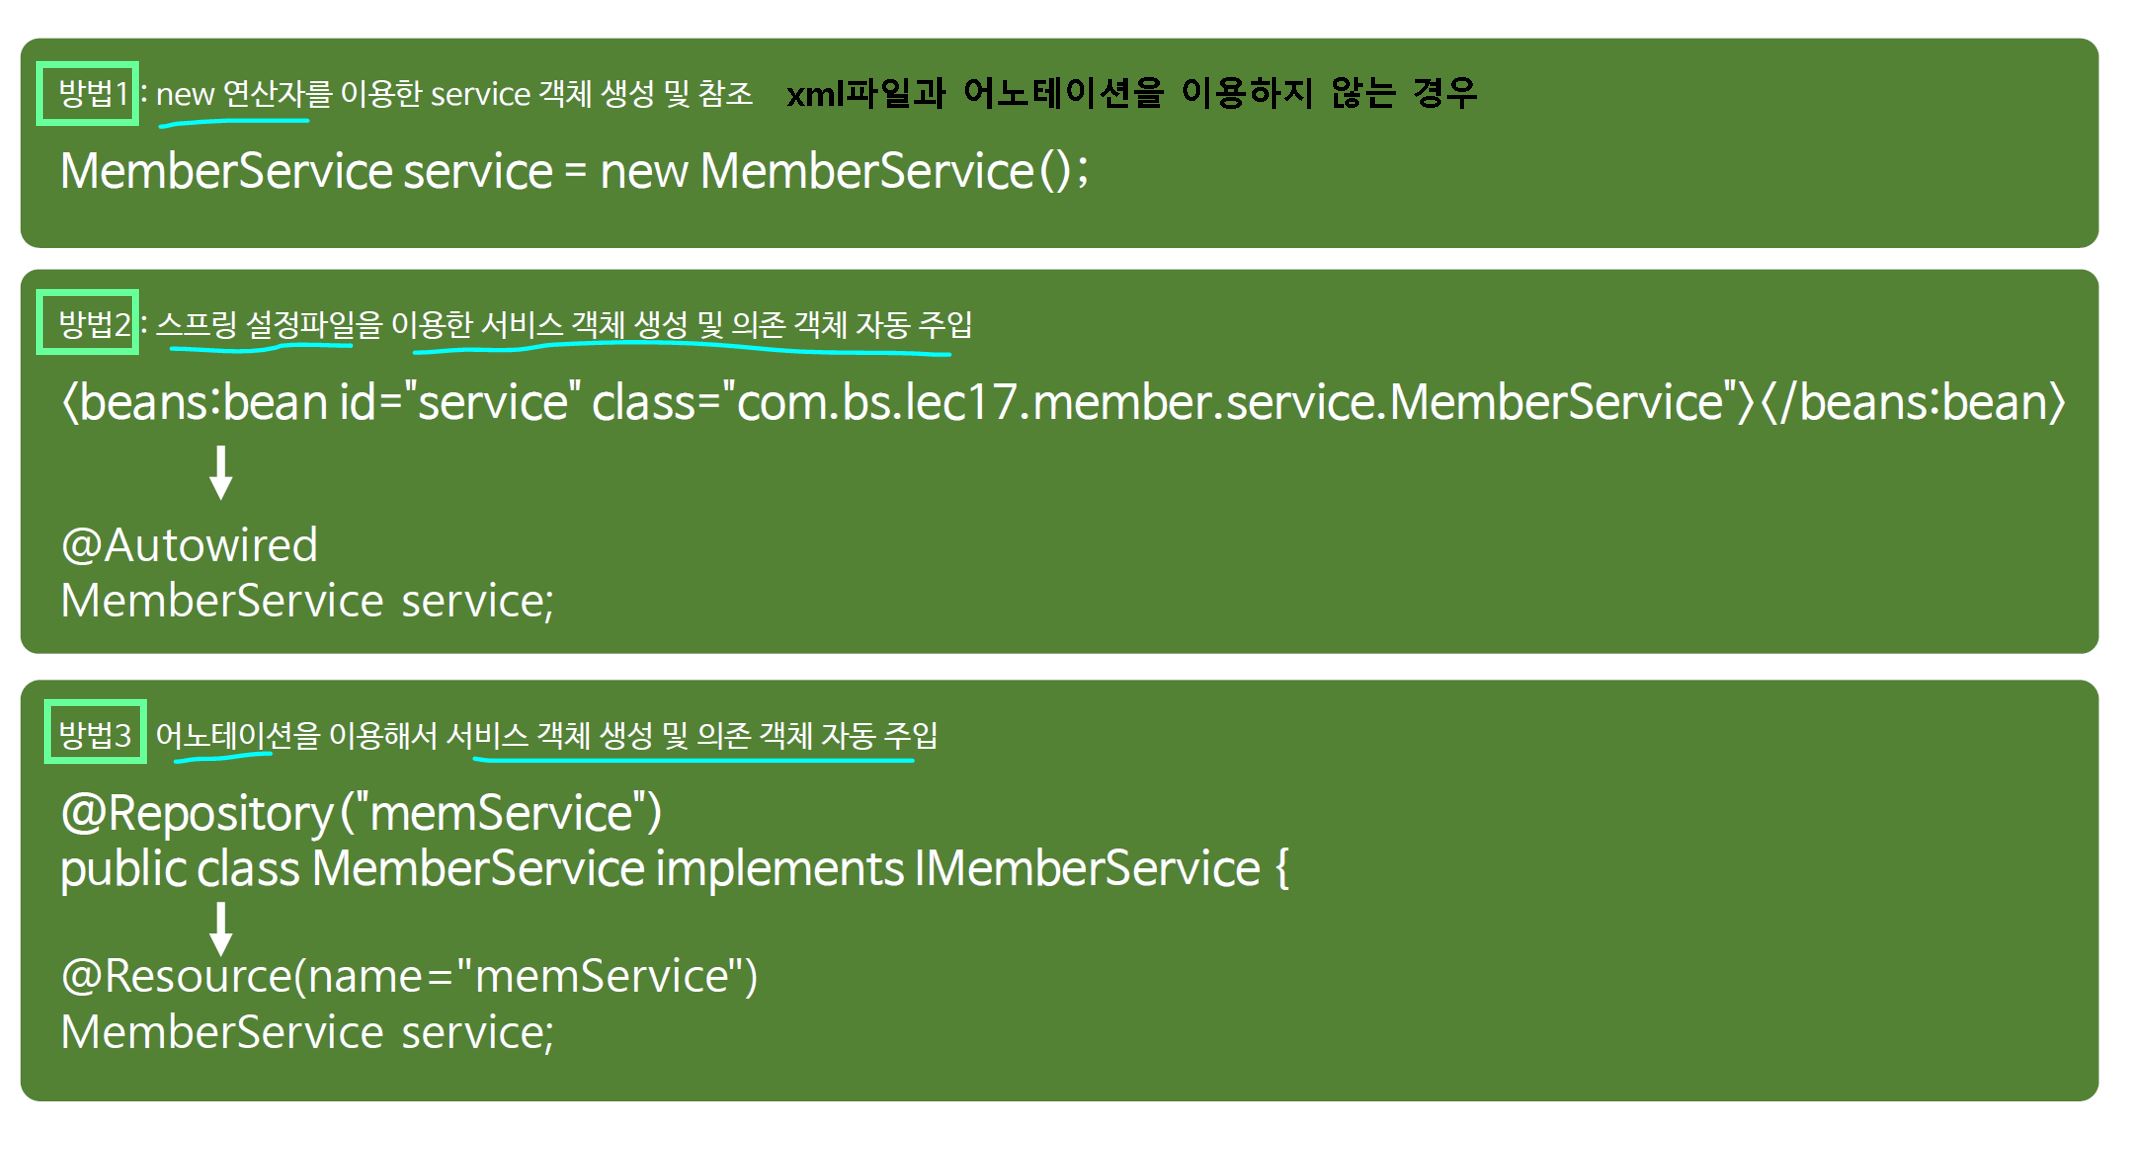 방법1 : new 연산자를 이용한 service 객체 생성 및 참조 xml파일과 어노테이션을 이용하지 않는 경우
MemberService service = new MemberService();
방법2 : 스프링 설정파일을 이용한 서비스 객체 생성 및 의존 객체 자동 주입
<beans:bean id="service" class="com.bs.lec17.member.service.MemberService"></beans:bean>
@Autowired
MemberService service;
방법3 어노테이션을 이용해서 서비스 객체 생성 및 의존 객체 자동 주입
@Repository("memService")
public class MemberService implements IMemberService {
@Resource(name="memService")
MemberService service;